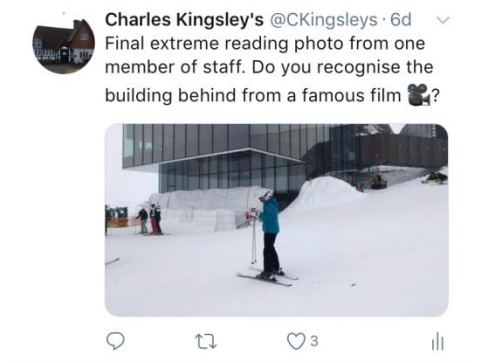 Charles Kingsley's @CKingsleys · 6d
Final extreme reading photo from one
member of staff. Do you recognise the
building behind from a famous film 🎥?
3